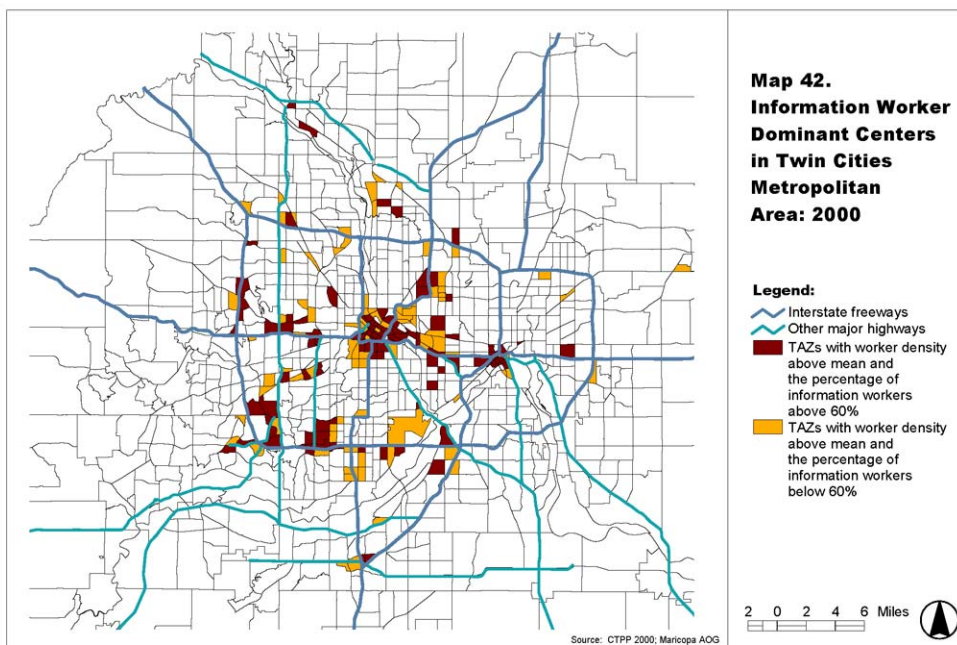 Map 42.
Information Worker
Dominant Centers
in Twin Cities
Metropolitan
Area: 2000
Legend:
Interstate freeways
Other major highways
TAZs with worker density
above mean and
the percentage of
information workers
above 60%
TAZs with worker density
above mean and
the percentage of
information workers
below 60%
2 0 2 4 6 Miles
Source: CTPP 2000; Maricopa AOG